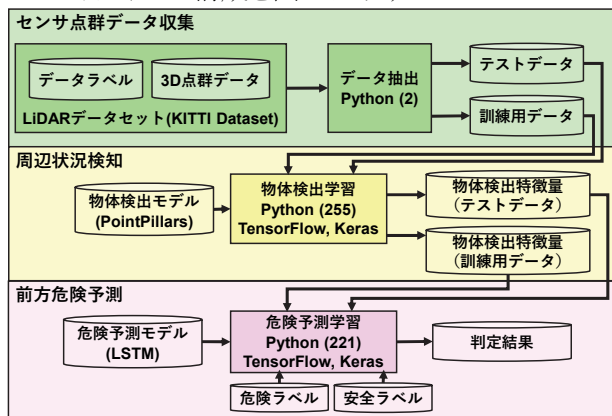 センサ点群データ収集
データラベル
3D点群データ
LiDARデータセット(KITTI Dataset)
データ抽出
Python (2)
テストデータ
訓練用データ
周辺状況検知
物体検出モデル
(PointPillars)
物体検出学習
Python (255)
TensorFlow, Keras
物体検出特徴量
(テストデータ)
物体検出特徴量
(訓練用データ)
前方危険予測
危険予測モデル
(LSTM)
危険予測学習
Python (221)
TensorFlow, Keras
判定結果
危険ラベル
安全ラベル